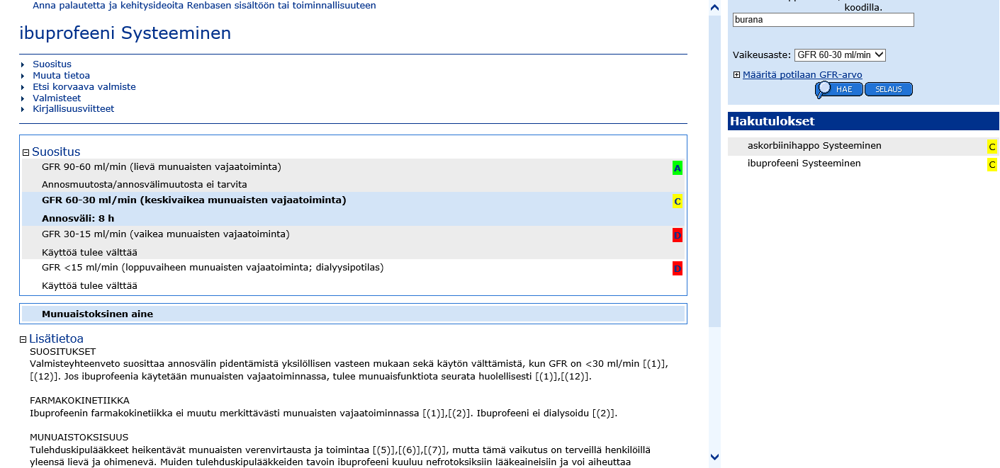 Anna palautetta ja kehitysideoita Renbasen sisältöön tai toiminnallisuuteen
ibuprofeeni Systeeminen
Suositus
Muuta tietoa
Etsi korvaava valmiste
Valmisteet
Kirjallisuusviitteet
Suositus
GFR 90-60 ml/min (lievä munuaisten vajaatoiminta) A
Annosmuutosta/annosvälimuutosta ei tarvita
GFR 60-30 ml/min (keskivaikea munuaisten vajaatoiminta) C
Annosväli: 8 h
GFR 30-15 ml/min (vaikea munuaisten vajaatoiminta) D
Käyttöä tulee välttää
GFR <15 ml/min (loppuvaiheen munuaisten vajaatoiminta; dialyysipotilas) D
Käyttöä tulee välttää
Munuaistoksinen aine
Lisätietoa
SUOSITUKSET
Valmisteyhteenveto suosittaa annosvälin pidentämistä yksilöllisen vasteen mukaan sekä käytön välttämistä, kun GFR on <30 ml/min [(1)],
[(12)]. Jos ibuprofeenia käytetään munuaisten vajaatoiminnassa, tulee munuaisfunktiota seurata huolellisesti [(1)],[(12)].
FARMAKOKINETIIKKA
Ibuprofeenin farmakokinetiikka ei muutu merkittävästi munuaisten vajaatoiminnassa [(1)],[(2)]. Ibuprofeeni ei dialysoidu [(2)].
MUNUAISTOKSISUUS
Tulehduskipulääkkeet heikentävät munuaisten verenvirtausta ja toimintaa [(5)],[(6)],[(7)], mutta tämä vaikutus on terveillä henkilöillä
yleensä lievä ja ohimenevä. Muiden tulehduskipulääkkeiden tavoin ibuprofeeni kuuluu nefrotoksisiin lääkeaineisiin ja voi aiheuttaa
koodilla.
burana
Vaikeusaste: GFR 60-30 ml/min
Määritä potilaan GFR-arvo
HAE SELAUS
Hakutulokset
askorbiinihappo Systeeminen C
ibuprofeeni Systeeminen C